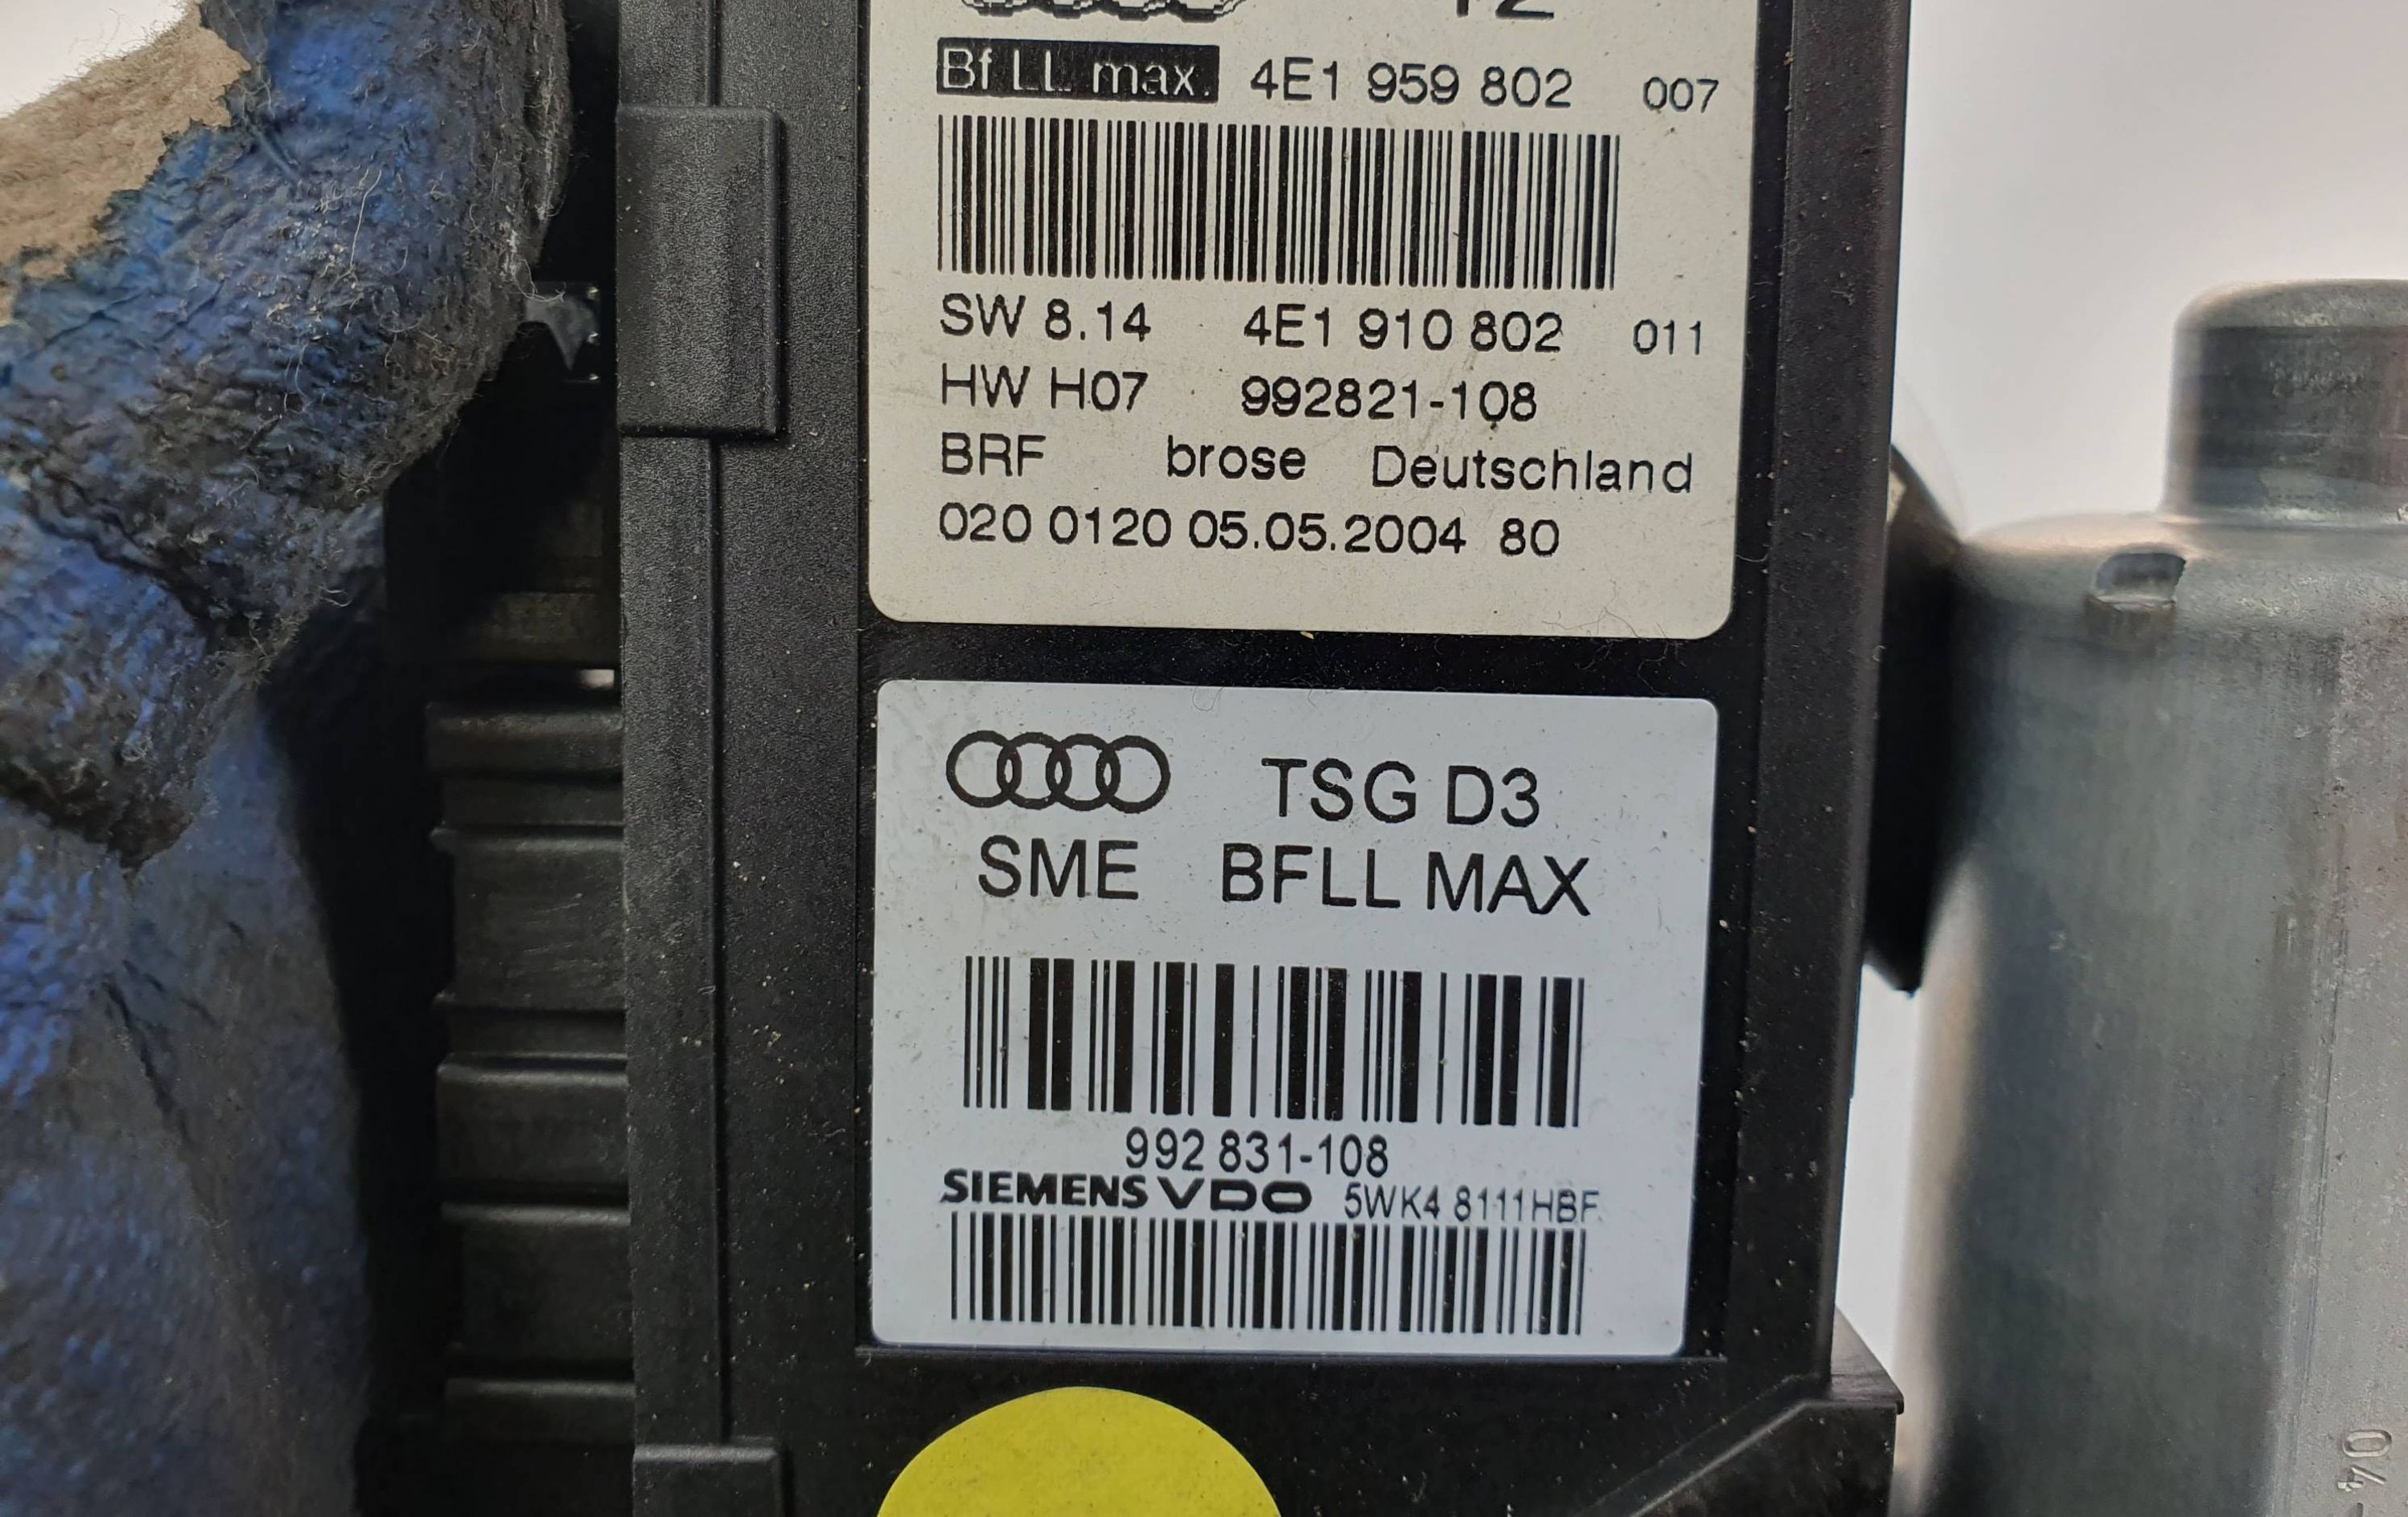 Bf LL max. 4E1 959 802 007
SW 8.14 4E1 910 802 011
HW H07 992821-108
BRF brose Deutschland
020 0120 05.05.2004 80
TSG D3
SME BFLL MAX
992 831-108
SIEMENS VDO 5WK4 8111HBF
04